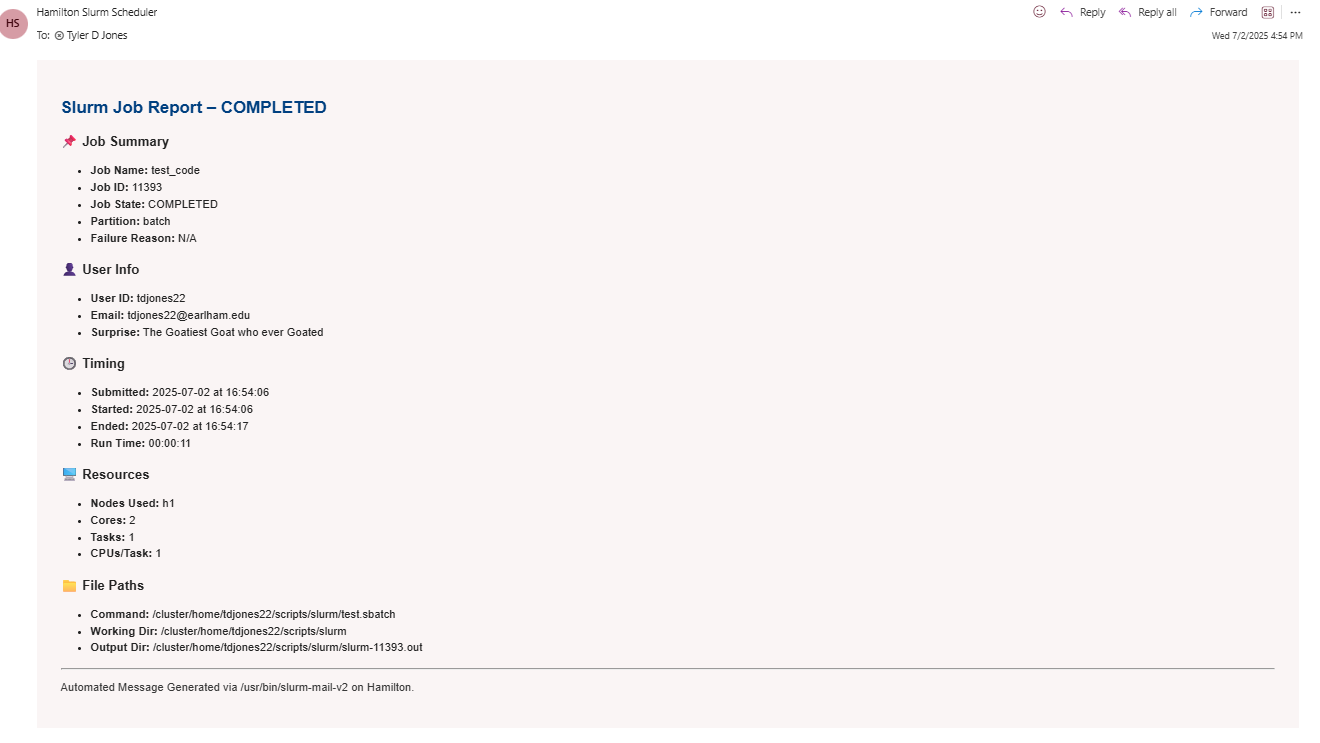 HS
Hamilton Slurm Scheduler
Reply
Reply all
Forward
To: Tyler D Jones
Wed 7/2/2025 4:54 PM
Slurm Job Report – COMPLETED
Job Summary
• Job Name: test_code
• Job ID: 11393
• Job State: COMPLETED
• Partition: batch
• Failure Reason: N/A
User Info
• User ID: tdjones22
• Email: tdjones22@earlham.edu
• Surprise: The Goatiest Goat who ever Goated
Timing
• Submitted: 2025-07-02 at 16:54:06
• Started: 2025-07-02 at 16:54:06
• Ended: 2025-07-02 at 16:54:17
• Run Time: 00:00:11
Resources
• Nodes Used: h1
• Cores: 2
• Tasks: 1
• CPUs/Task: 1
File Paths
• Command: /cluster/home/tdjones22/scripts/slurm/test.sbatch
• Working Dir: /cluster/home/tdjones22/scripts/slurm
• Output Dir: /cluster/home/tdjones22/scripts/slurm/slurm-11393.out
Automated Message Generated via /usr/bin/slurm-mail-v2 on Hamilton.